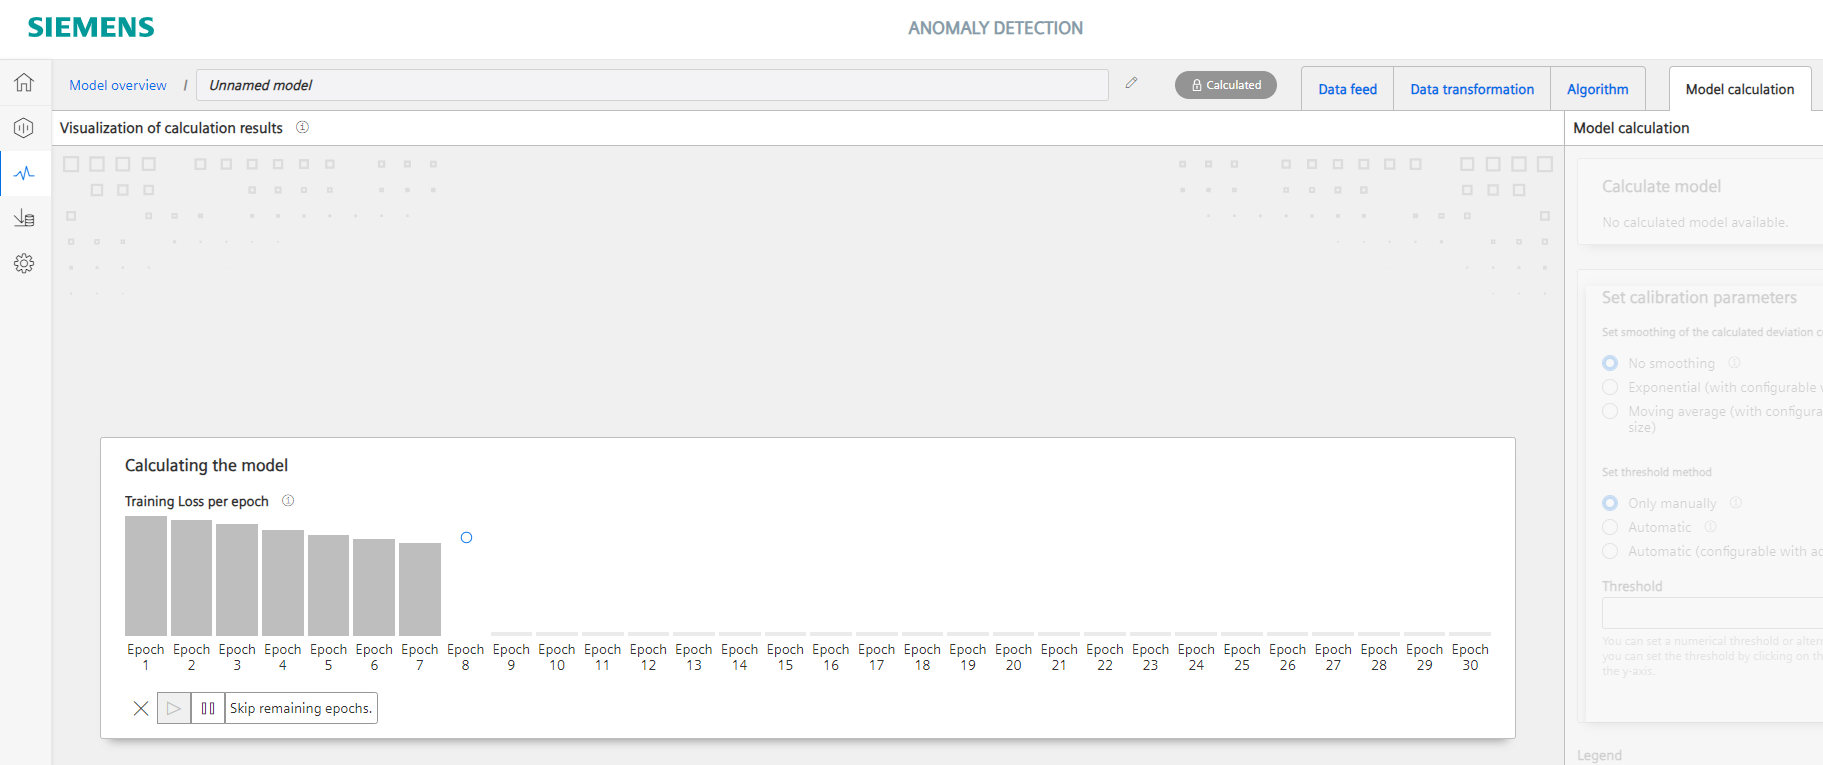 SIEMENS
ANOMALY DETECTION
Model overview / Unnamed model
Calculated
Data feed
Data transformation
Algorithm
Model calculation
Visualization of calculation results
Model calculation
Calculate model
No calculated model available.
Set calibration parameters
Set smoothing of the calculated deviation
No smoothing
Exponential (with configurable
Moving average (with configura
size)
Set threshold method
Only manually
Automatic
Automatic (configurable with
Threshold
You can set a numerical threshold or
you can set the threshold by clicking on
the y-axis.
Legend
Calculating the model
Training Loss per epoch
Epoch 1
Epoch 2
Epoch 3
Epoch 4
Epoch 5
Epoch 6
Epoch 7
Epoch 8
Epoch 9
Epoch 10
Epoch 11
Epoch 12
Epoch 13
Epoch 14
Epoch 15
Epoch 16
Epoch 17
Epoch 18
Epoch 19
Epoch 20
Epoch 21
Epoch 22
Epoch 23
Epoch 24
Epoch 25
Epoch 26
Epoch 27
Epoch 28
Epoch 29
Epoch 30
Skip remaining epochs.